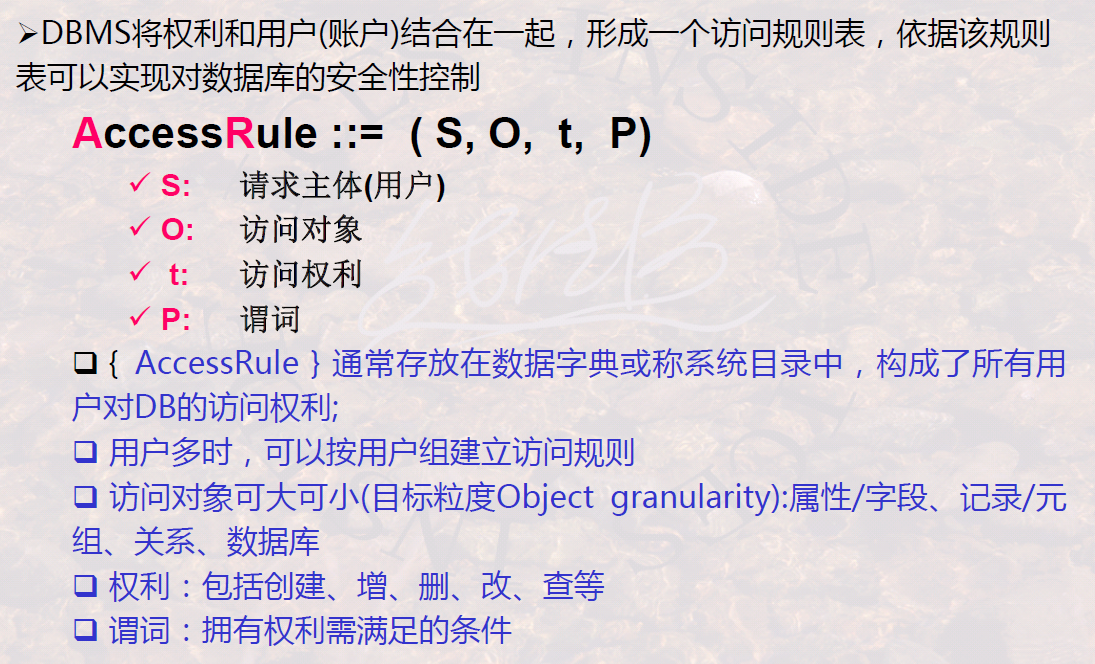 ➢DBMS将权利和用户(账户)结合在一起，形成一个访问规则表，依据该规则
表可以实现对数据库的安全性控制
AccessRule ::= ( S, O, t, P)
✓ S: 请求主体(用户)
✓ O: 访问对象
✓ t: 访问权利
✓ P: 谓词
❑{ AccessRule } 通常存放在数据字典或称系统目录中，构成了所有用
户对DB的访问权利;
❑ 用户多时，可以按用户组建立访问规则
❑ 访问对象可大可小(目标粒度Object granularity):属性/字段、记录/元
组、关系、数据库
❑ 权利：包括创建、增、删、改、查等
❑ 谓词：拥有权利需满足的条件